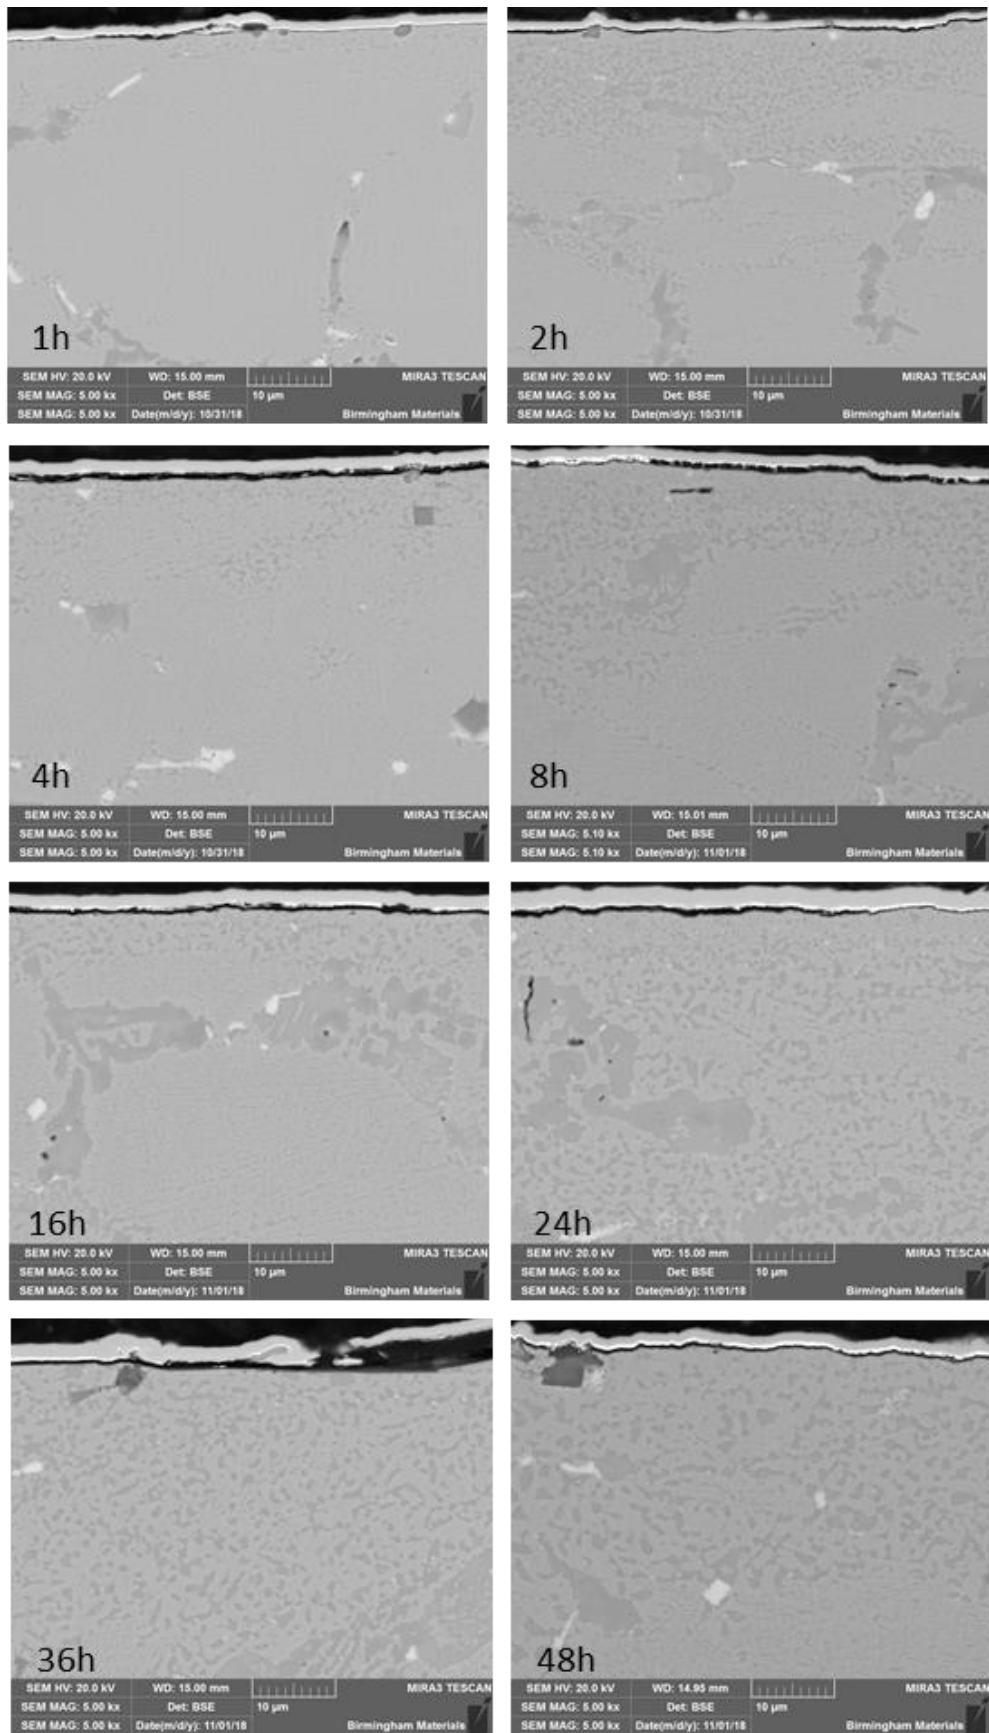 1h
SEM HV: 20.0 kV WD: 15.00 mm MIRA3 TESCAN
SEM MAG: 5.00 kx Det: BSE 10 µm
SEM MAG: 5.00 kx Date(m/d/y): 10/31/18 Birmingham Materials
2h
SEM HV: 20.0 kV WD: 15.00 mm MIRA3 TESCAN
SEM MAG: 5.00 kx Det: BSE 10 µm
SEM MAG: 5.00 kx Date(m/d/y): 10/31/18 Birmingham Materials
4h
SEM HV: 20.0 kV WD: 15.00 mm MIRA3 TESCAN
SEM MAG: 5.00 kx Det: BSE 10 µm
SEM MAG: 5.00 kx Date(m/d/y): 10/31/18 Birmingham Materials
8h
SEM HV: 20.0 kV WD: 15.01 mm MIRA3 TESCAN
SEM MAG: 5.10 kx Det: BSE 10 µm
SEM MAG: 5.10 kx Date(m/d/y): 11/01/18 Birmingham Materials
16h
SEM HV: 20.0 kV WD: 15.00 mm MIRA3 TESCAN
SEM MAG: 5.00 kx Det: BSE 10 µm
SEM MAG: 5.00 kx Date(m/d/y): 11/01/18 Birmingham Materials
24h
SEM HV: 20.0 kV WD: 15.00 mm MIRA3 TESCAN
SEM MAG: 5.00 kx Det: BSE 10 µm
SEM MAG: 5.00 kx Date(m/d/y): 11/01/18 Birmingham Materials
36h
SEM HV: 20.0 kV WD: 15.00 mm MIRA3 TESCAN
SEM MAG: 5.00 kx Det: BSE 10 µm
SEM MAG: 5.00 kx Date(m/d/y): 11/01/18 Birmingham Materials
48h
SEM HV: 20.0 kV WD: 14.95 mm MIRA3 TESCAN
SEM MAG: 5.00 kx Det: BSE 10 µm
SEM MAG: 5.00 kx Date(m/d/y): 11/01/18 Birmingham Materials